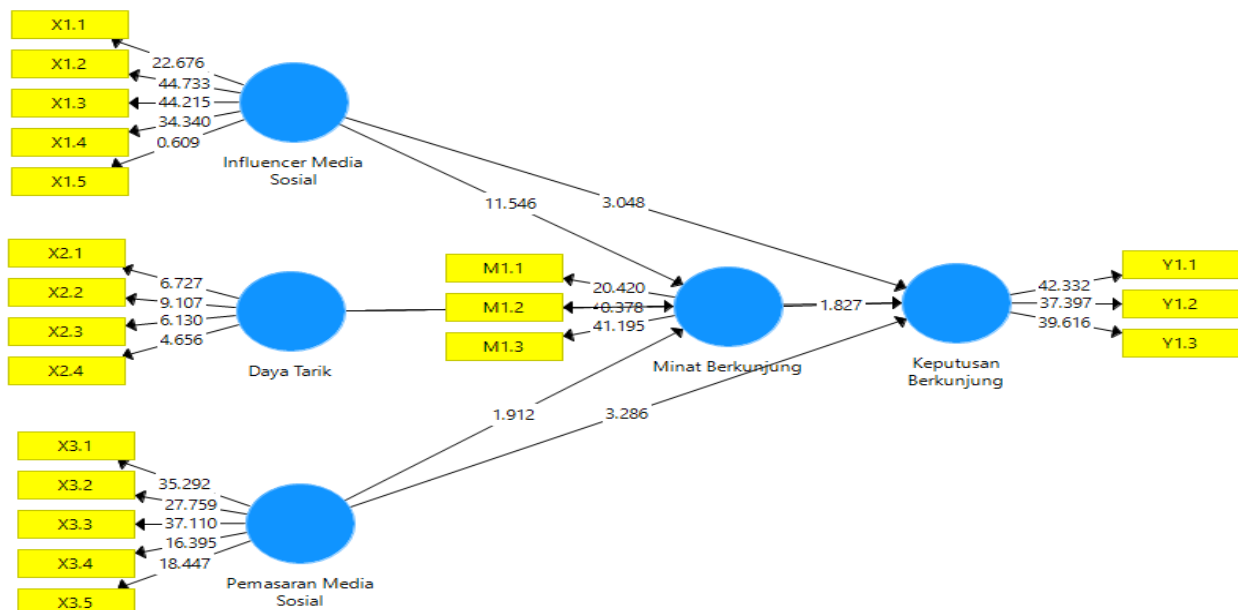 X1.1
X1.2
X1.3
X1.4
X1.5
22.676
44.733
44.215
34.340
0.609
Influencer Media
Sosial
11.546
3.048
X2.1
X2.2
X2.3
X2.4
6.727
9.107
6.130
4.656
Daya Tarik
M1.1
M1.2
M1.3
20.420
41.195
Minat Berkunjung
1.827
Keputusan
Berkunjung
42.332
37.397
39.616
Y1.1
Y1.2
Y1.3
1.912
3.286
X3.1
X3.2
X3.3
X3.4
X3.5
35.292
27.759
37.110
16.395
18.447
Pemasaran Media
Sosial